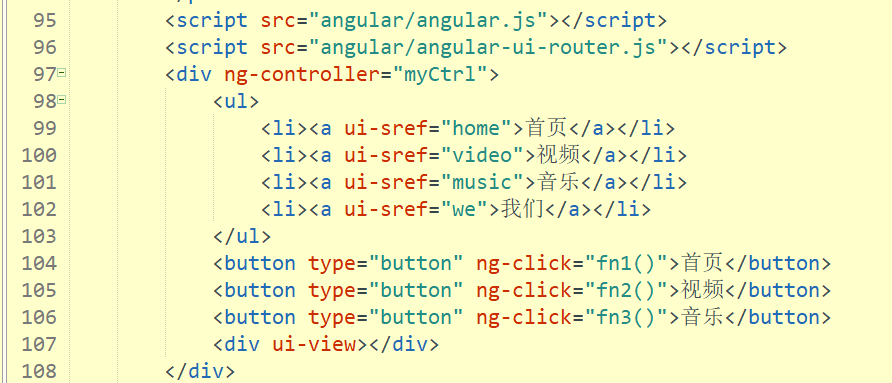 95 <script src="angular/angular.js"></script>
96 <script src="angular/angular-ui-router.js"></script>
97 <div ng-controller="myCtrl">
98 <ul>
99 <li><a ui-sref="home">首页</a></li>
100 <li><a ui-sref="video">视频</a></li>
101 <li><a ui-sref="music">音乐</a></li>
102 <li><a ui-sref="we">我们</a></li>
103 </ul>
104 <button type="button" ng-click="fn1()">首页</button>
105 <button type="button" ng-click="fn2()">视频</button>
106 <button type="button" ng-click="fn3()">音乐</button>
107 <div ui-view></div>
108 </div>